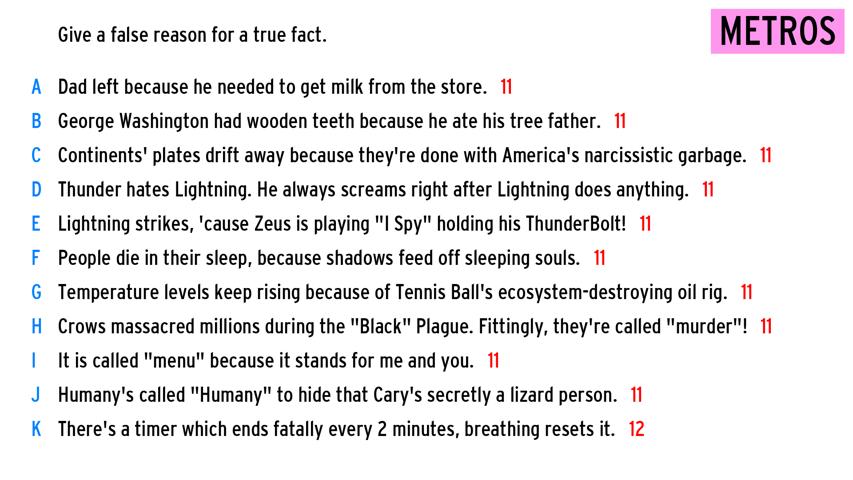 Give a false reason for a true fact.
METROS
A Dad left because he needed to get milk from the store. 11
B George Washington had wooden teeth because he ate his tree father. 11
C Continents' plates drift away because they're done with America's narcissistic garbage. 11
D Thunder hates Lightning. He always screams right after Lightning does anything. 11
E Lightning strikes, 'cause Zeus is playing "I Spy" holding his ThunderBolt! 11
F People die in their sleep, because shadows feed off sleeping souls. 11
G Temperature levels keep rising because of Tennis Ball's ecosystem-destroying oil rig. 11
H Crows massacred millions during the "Black" Plague. Fittingly, they're called "murder"! 11
I It is called "menu" because it stands for me and you. 11
J Humany's called "Humany" to hide that Cary's secretly a lizard person. 11
K There's a timer which ends fatally every 2 minutes, breathing resets it. 12